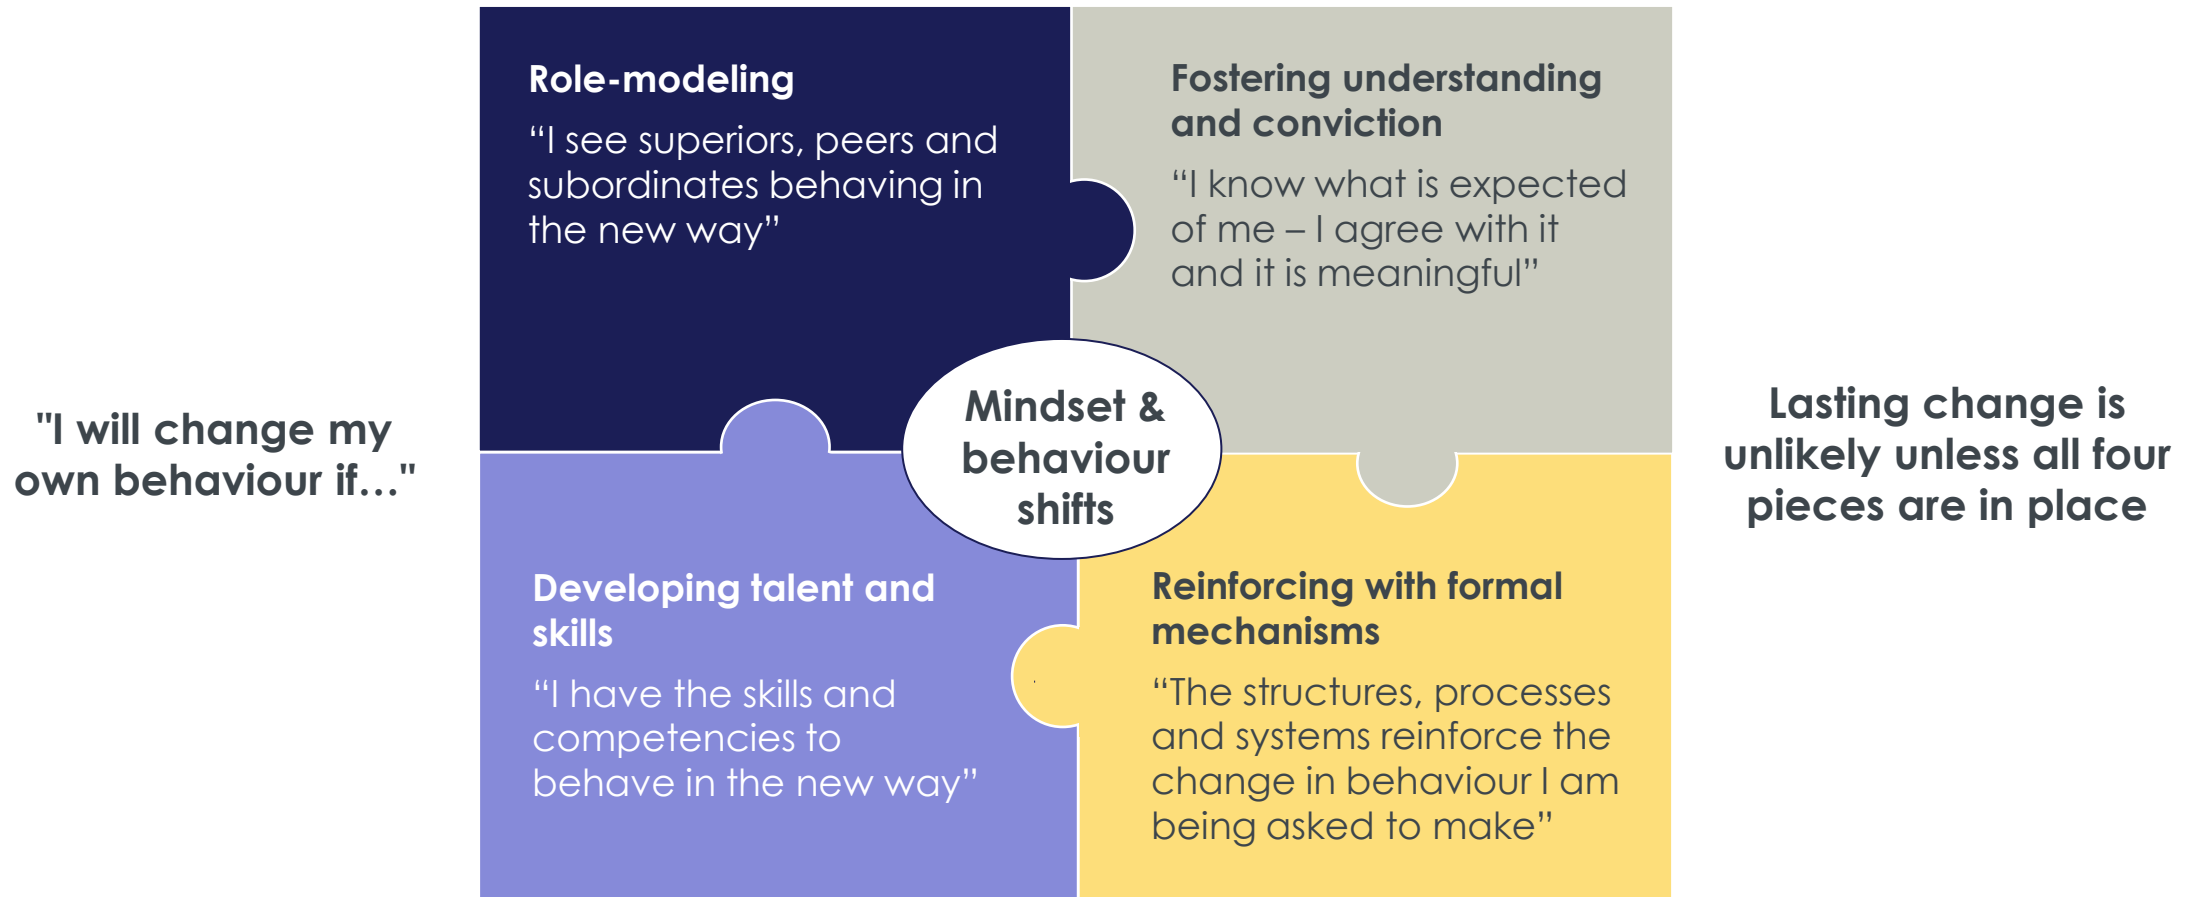 "I will change my
own behaviour if…"
Role-modeling
“I see superiors, peers and
subordinates behaving in
the new way”
Fostering understanding
and conviction
“I know what is expected
of me – I agree with it
and it is meaningful”
Mindset &
behaviour
shifts
Developing talent and
skills
“I have the skills and
competencies to
behave in the new way”
Reinforcing with formal
mechanisms
“The structures, processes
and systems reinforce the
change in behaviour I am
being asked to make”
Lasting change is
unlikely unless all four
pieces are in place